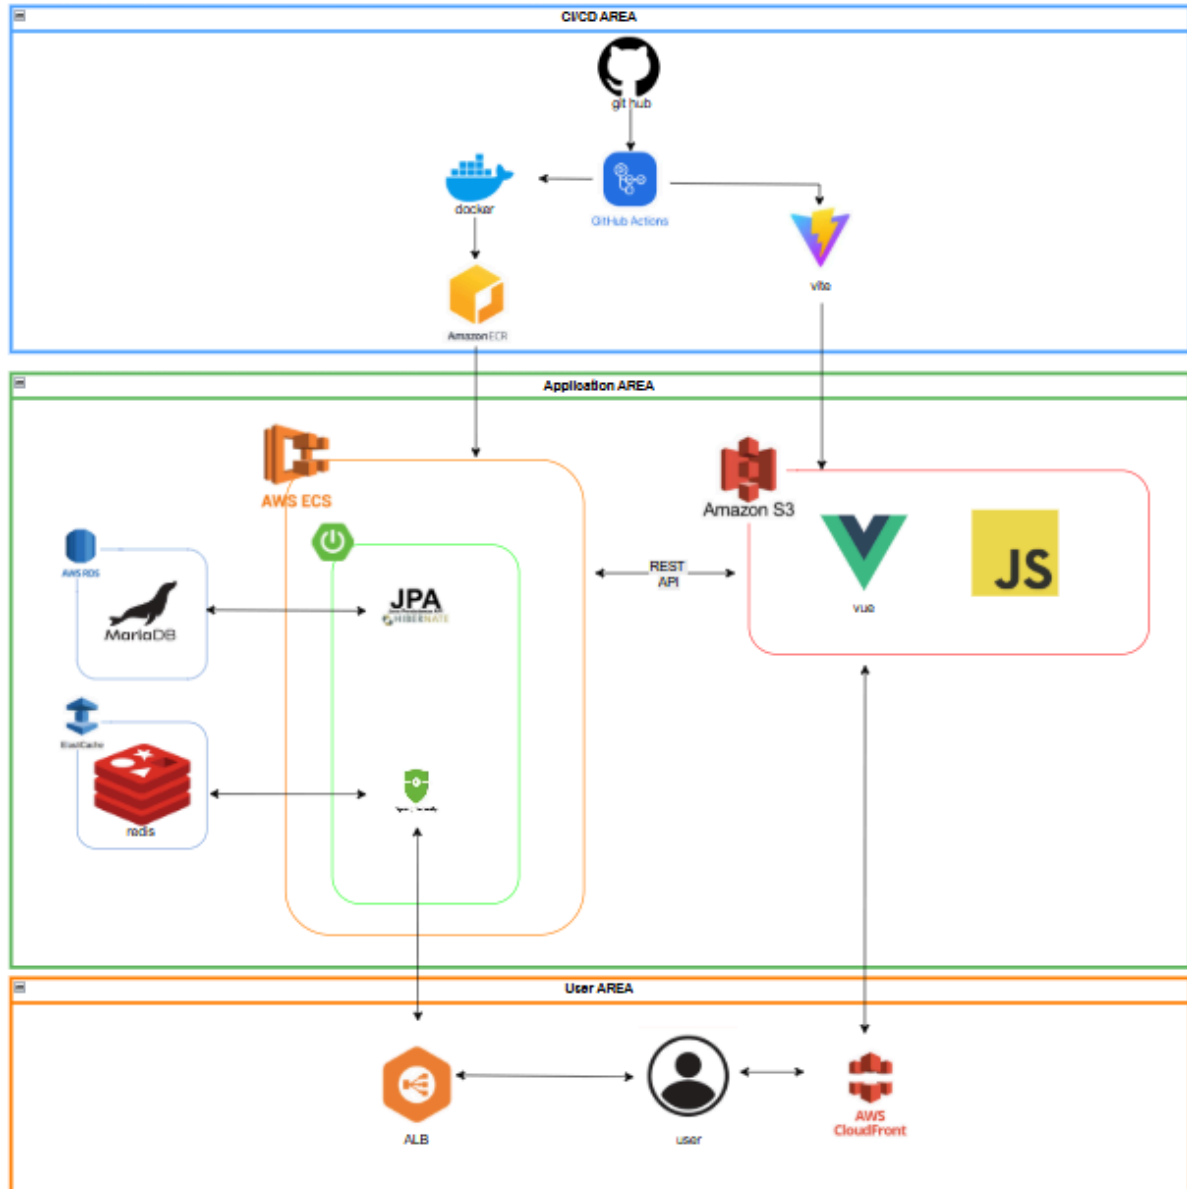 CI/CD AREA
git hub
GitHub Actions
docker
vite
Amazon ECR
Application AREA
AWS ECS
Amazon S3
AWS RDS
MariaDB
JPA
HIBERNATE
REST
API
vue
JS
ElastiCache
redis
User AREA
ALB
user
AWS
CloudFront